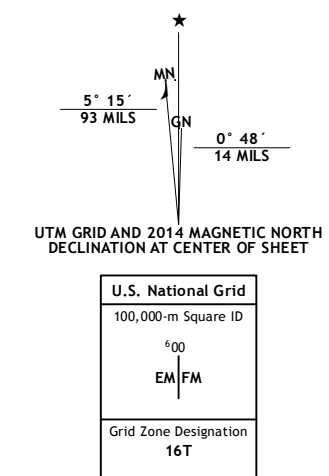 ★
MN
5° 15´
93 MILS
GN
0° 48´
14 MILS
UTM GRID AND 2014 MAGNETIC NORTH
DECLINATION AT CENTER OF SHEET
U.S. National Grid
100,000-m Square ID
⁶00
EM FM
Grid Zone Designation
16T